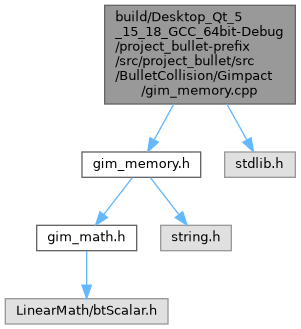 build/Desktop_Qt_5
_15_18_GCC_64bit-Debug
/project_bullet-prefix
/src/project_bullet/src
/BulletCollision/Gimpact
/gim_memory.cpp
gim_memory.h
stdlib.h
gim_math.h
string.h
LinearMath/btScalar.h